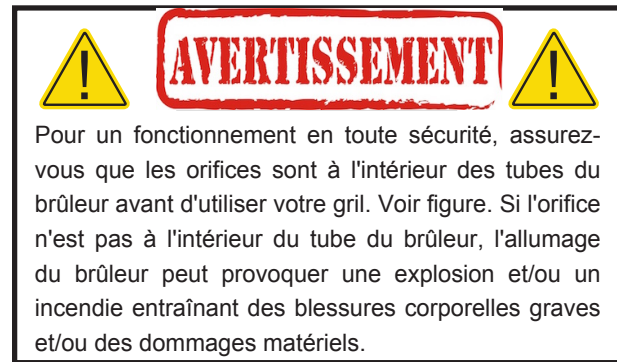 AVERTISSEMENT
Pour un fonctionnement en toute sécurité, assurez-
vous que les orifices sont à l'intérieur des tubes du
brûleur avant d'utiliser votre gril. Voir figure. Si l'orifice
n'est pas à l'intérieur du tube du brûleur, l'allumage
du brûleur peut provoquer une explosion et/ou un
incendie entraînant des blessures corporelles graves
et/ou des dommages matériels.